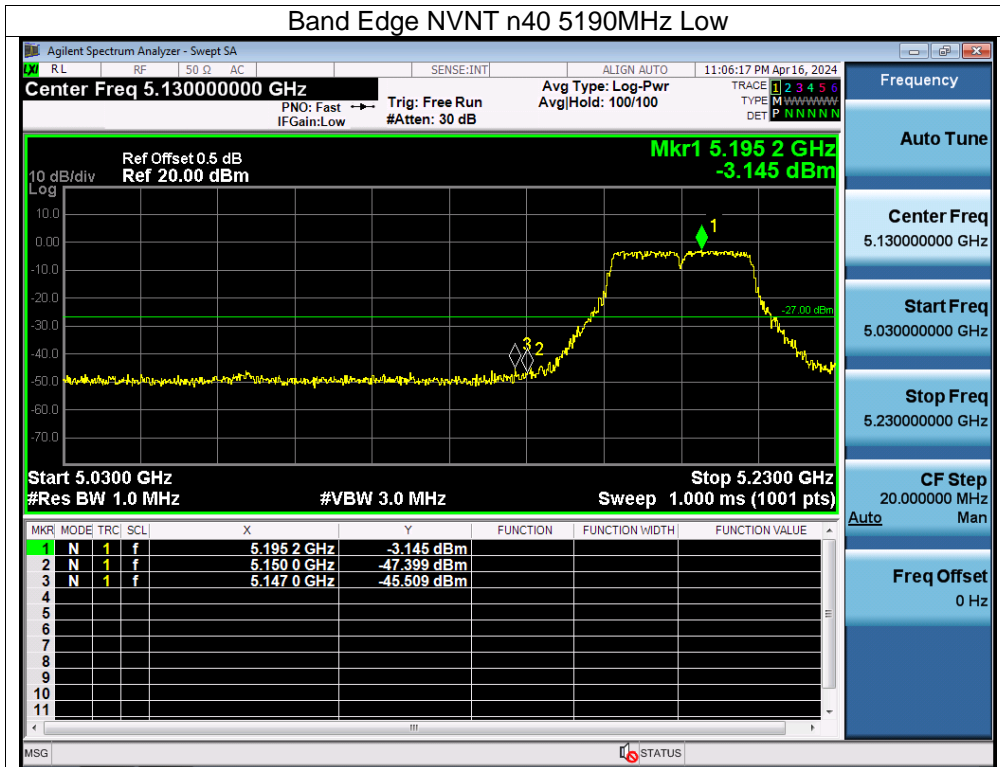 Band Edge NVNT n40 5190MHz Low
Agilent Spectrum Analyzer - Swept SA
LXI RL RF 50 Ω AC SENSE:INT ALIGN AUTO 11:06:17 PM Apr 16, 2024
Center Freq 5.130000000 GHz Avg Type: Log-Pwr TRACE 1 2 3 4 5 6
PNO: Fast Trig: Free Run Avg|Hold: 100/100 TYPE M W W W W W
IFGain:Low #Atten: 30 dB DET P N N N N N
Mkr1 5.195 2 GHz
-3.145 dBm
Ref Offset 0.5 dB
10 dB/div Ref 20.00 dBm
Log
10.0
0.00
-10.0
-20.0
-30.0
-40.0
-50.0
-60.0
-70.0
1
-27.00 dBm
3 2
Start 5.0300 GHz Stop 5.2300 GHz
#Res BW 1.0 MHz #VBW 3.0 MHz Sweep 1.000 ms (1001 pts)
MKR MODE TRC SCL X Y FUNCTION FUNCTION WIDTH FUNCTION VALUE
1 N 1 f 5.195 2 GHz -3.145 dBm
2 N 1 f 5.150 0 GHz -47.399 dBm
3 N 1 f 5.147 0 GHz -45.509 dBm
4
5
6
7
8
9
10
11
MSG STATUS
Frequency
Auto Tune
Center Freq
5.130000000 GHz
Start Freq
5.030000000 GHz
Stop Freq
5.230000000 GHz
CF Step
20.000000 MHz
Auto Man
Freq Offset
0 Hz